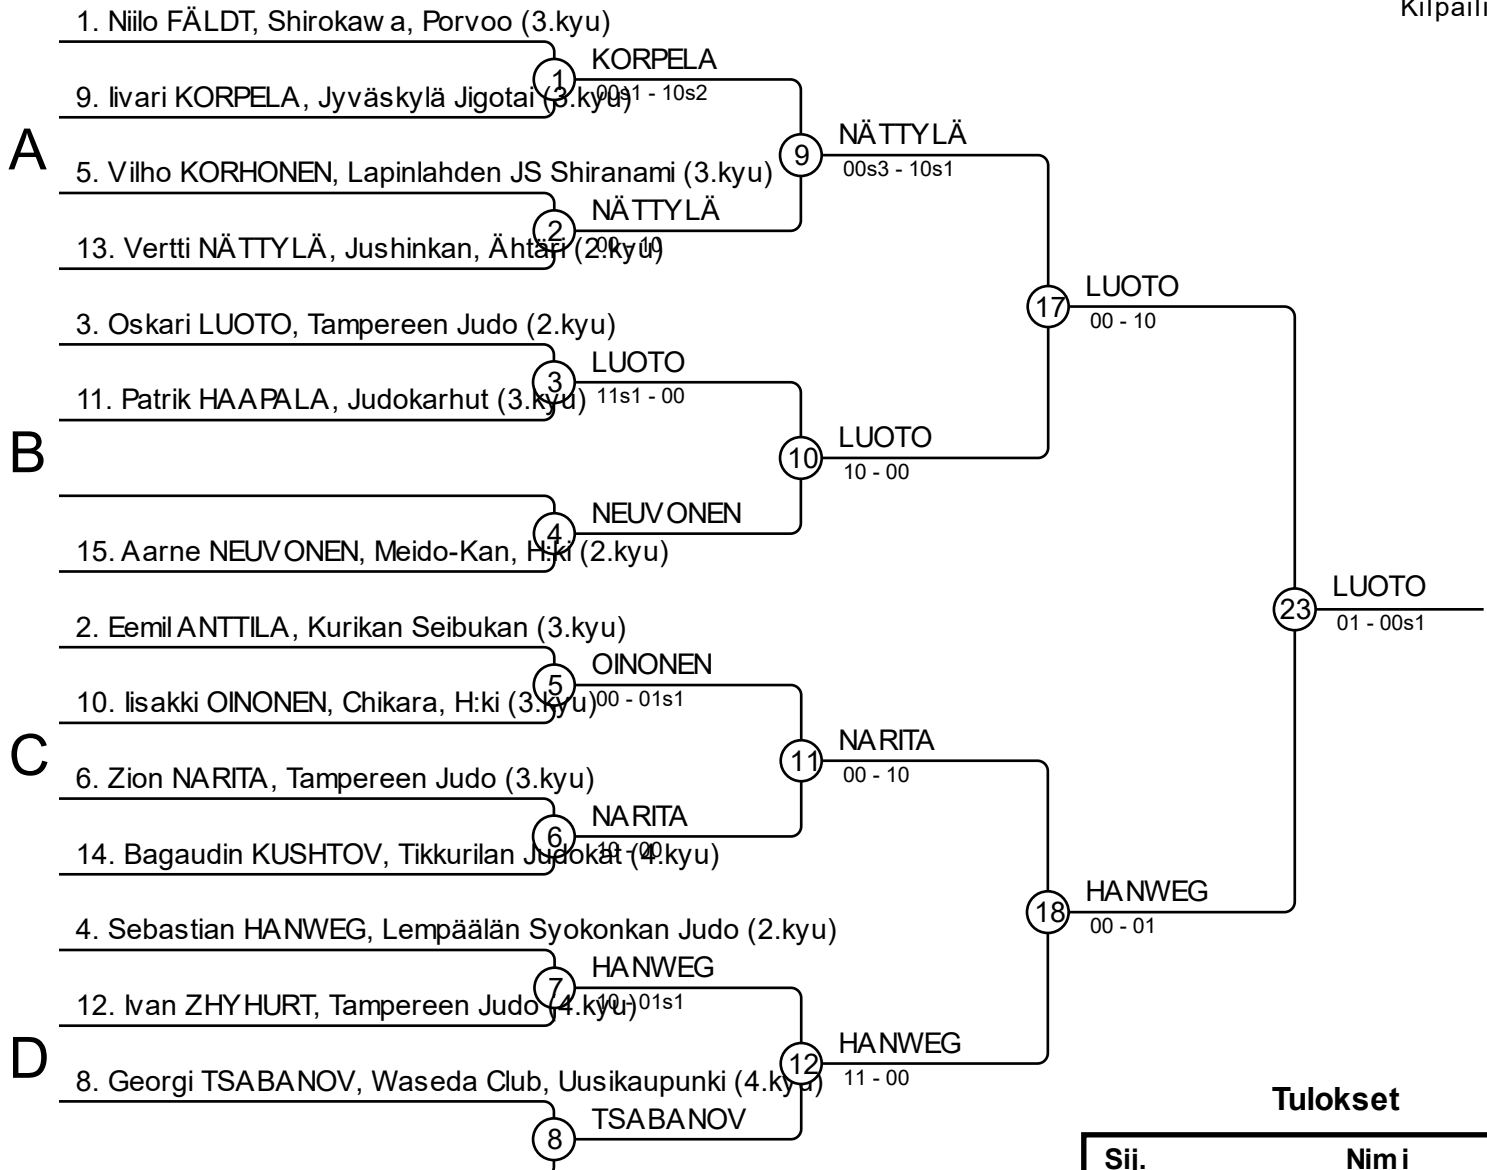 Kilpaili
1. Niilo FÄLDT, Shirokawa, Porvoo (3.kyu)
KORPELA
1
00s1 - 10s2
9. Iivari KORPELA, Jyväskylä Jigotai (3.kyu)
A
NÄTTYLÄ
9
00s3 - 10s1
5. Vilho KORHONEN, Lapinlahden JS Shiranami (3.kyu)
NÄTTYLÄ
2
00 - 10
13. Vertti NÄTTYLÄ, Jushinkan, Ähtäri (2.kyu)
LUOTO
17
00 - 10
3. Oskari LUOTO, Tampereen Judo (2.kyu)
LUOTO
3
11s1 - 00
11. Patrik HAAPALA, Judokarhut (3.kyu)
B
LUOTO
10
10 - 00
NEUVONEN
4
15. Aarne NEUVONEN, Meido-Kan, H:ki (2.kyu)
LUOTO
23
01 - 00s1
2. Eemil ANTTILA, Kurikan Seibukan (3.kyu)
OINONEN
5
00 - 01s1
10. Iisakki OINONEN, Chikara, H:ki (3.kyu)
C
NARITA
11
00 - 10
6. Zion NARITA, Tampereen Judo (3.kyu)
NARITA
6
10 - 00
14. Bagaudin KUSHTOV, Tikkurilan Judokat (4.kyu)
HANWEG
18
00 - 01
4. Sebastian HANWEG, Lempäälän Syokonkan Judo (2.kyu)
HANWEG
7
10 - 01s1
12. Ivan ZHYHURT, Tampereen Judo (4.kyu)
D
HANWEG
12
11 - 00
8. Georgi TSABANOV, Waseda Club, Uusikaupunki (4.kyu)
TSABANOV
8
Tulokset
Sij. Nimi